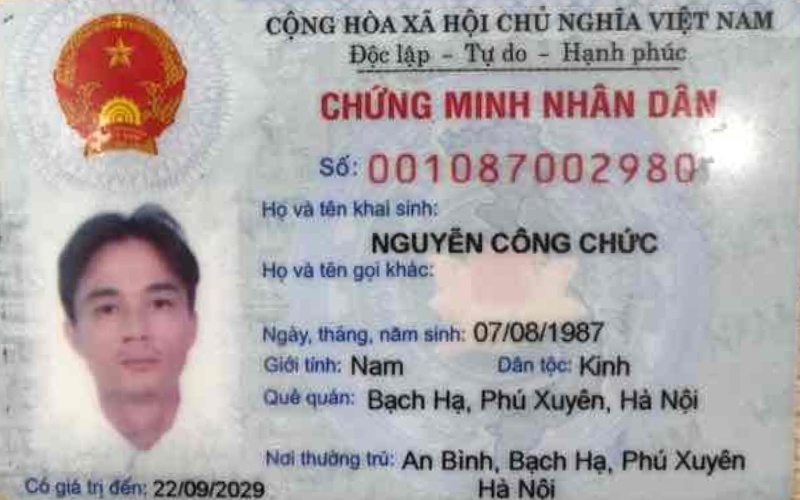 CỘNG HÒA XÃ HỘI CHỦ NGHĨA VIỆT NAM
Độc lập - Tự do - Hạnh phúc
CHỨNG MINH NHÂN DÂN
Số: 001087002980
Họ và tên khai sinh:
NGUYỄN CÔNG CHỨC
Họ và tên gọi khác:
Ngày, tháng, năm sinh: 07/08/1987
Giới tính: Nam Dân tộc: Kinh
Quê quán: Bạch Hạ, Phú Xuyên, Hà Nội
Nơi thường trú: An Bình, Bạch Hạ, Phú Xuyên
Hà Nội
Có giá trị đến: 22/09/2029